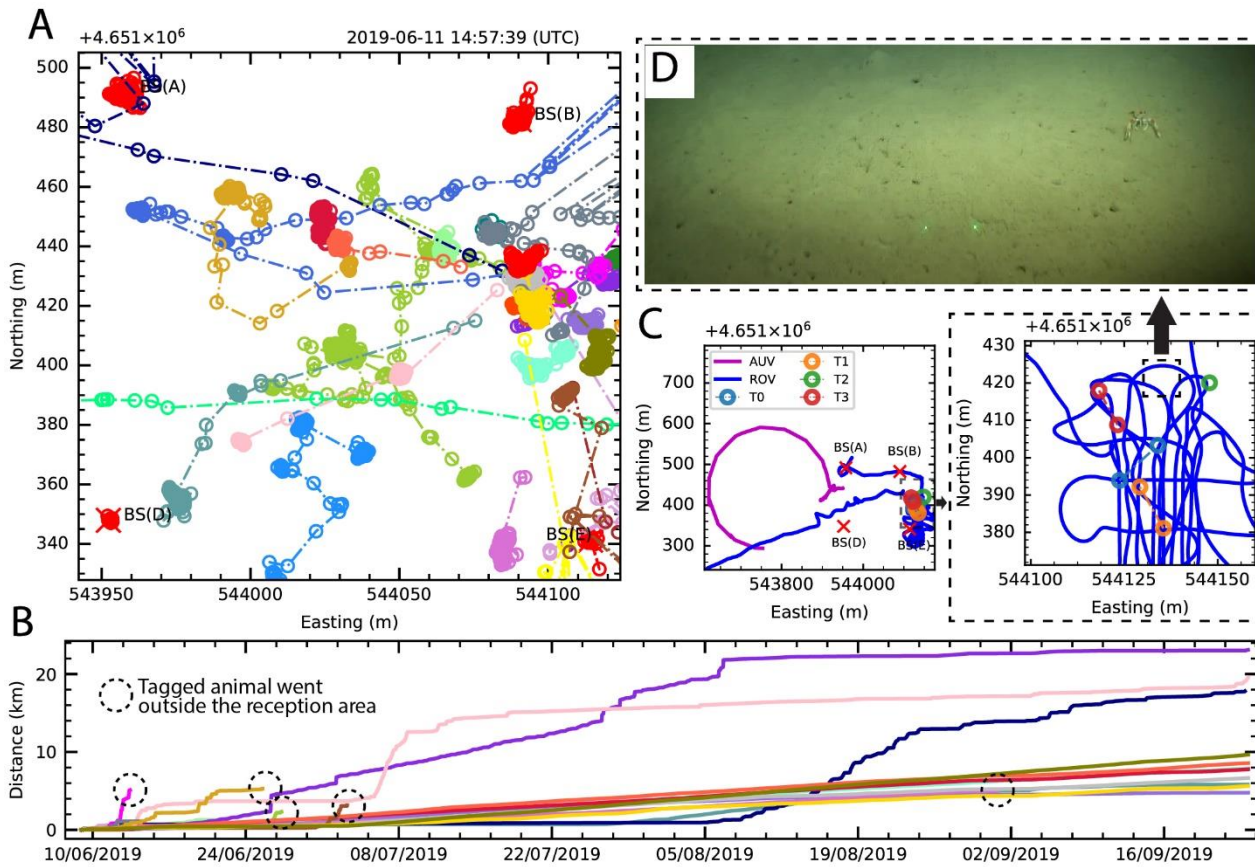 A
+4.651×10⁶
2019-06-11 14:57:39 (UTC)
500
480
460
440
420
400
380
360
340
Northing (m)
BS(A)
BS(B)
BS(D)
BS(E)
543950
544000
544050
544100
Easting (m)
D
C
+4.651×10⁶
AUV
ROV
T0
T1
T2
T3
700
600
500
400
300
Northing (m)
BS(A)
BS(B)
BS(D)
BS(E)
543800
544000
Easting (m)
+4.651×10⁶
430
420
410
400
390
380
Northing (m)
544100
544125
544150
Easting (m)
B
Tagged animal went
outside the reception area
20
10
0
Distance (km)
10/06/2019
24/06/2019
08/07/2019
22/07/2019
05/08/2019
19/08/2019
02/09/2019
16/09/2019